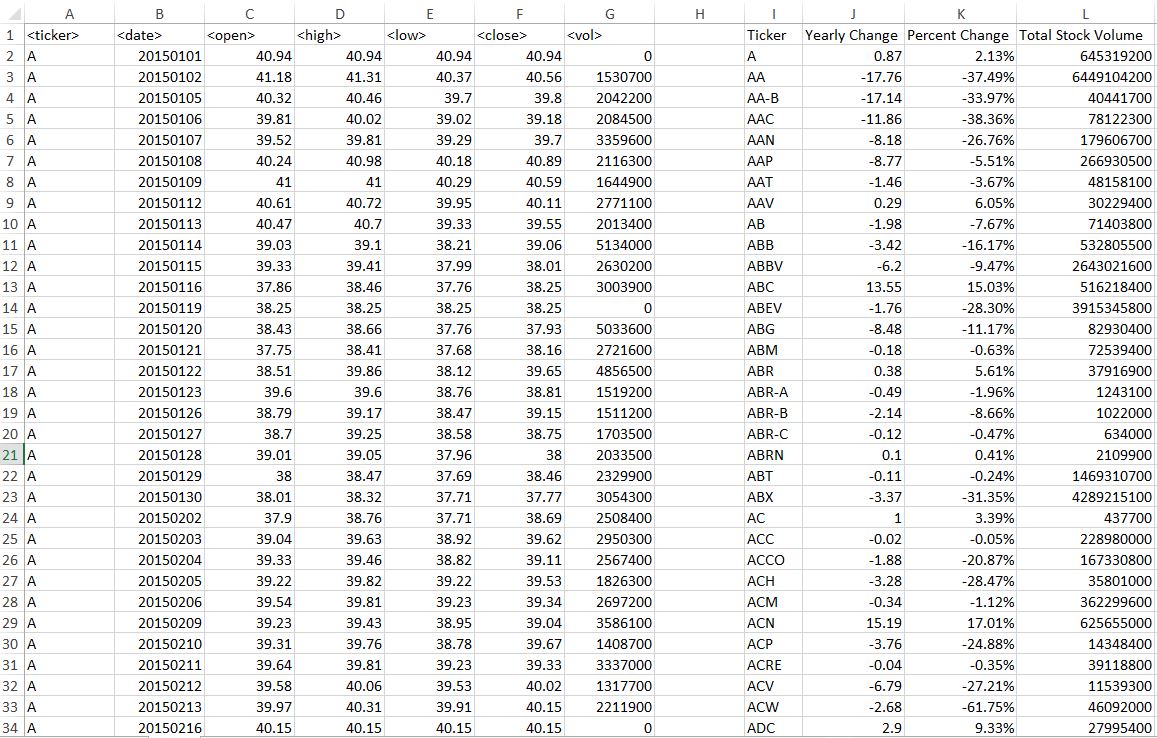 A B C D E F G H I J K L
1 <ticker> <date> <open> <high> <low> <close> <vol> Ticker Yearly Change Percent Change Total Stock Volume
2 A 20150101 40.94 40.94 40.94 40.94 0 A 0.87 2.13% 645319200
3 A 20150102 41.18 41.31 40.37 40.56 1530700 AA -17.76 -37.49% 6449104200
4 A 20150105 40.32 40.46 39.7 39.8 2042200 AA-B -17.14 -33.97% 40441700
5 A 20150106 39.81 40.02 39.02 39.18 2084500 AAC -11.86 -38.36% 78122300
6 A 20150107 39.52 39.81 39.29 39.7 3359600 AAN -8.18 -26.76% 179606700
7 A 20150108 40.24 40.98 40.18 40.89 2116300 AAP -8.77 -5.51% 266930500
8 A 20150109 41 41 40.29 40.59 1644900 AAT -1.46 -3.67% 48158100
9 A 20150112 40.61 40.72 39.95 40.11 2771100 AAV 0.29 6.05% 30229400
10 A 20150113 40.47 40.7 39.33 39.55 2013400 AB -1.98 -7.67% 71403800
11 A 20150114 39.03 39.1 38.21 39.06 5134000 ABB -3.42 -16.17% 532805500
12 A 20150115 39.33 39.41 37.99 38.01 2630200 ABBV -6.2 -9.47% 2643021600
13 A 20150116 37.86 38.46 37.76 38.25 3003900 ABC 13.55 15.03% 516218400
14 A 20150119 38.25 38.25 38.25 38.25 0 ABEV -1.76 -28.30% 3915345800
15 A 20150120 38.43 38.66 37.76 37.93 5033600 ABG -8.48 -11.17% 82930400
16 A 20150121 37.75 38.41 37.68 38.16 2721600 ABM -0.18 -0.63% 72539400
17 A 20150122 38.51 39.86 38.12 39.65 4856500 ABR 0.38 5.61% 37916900
18 A 20150123 39.6 39.6 38.76 38.81 1519200 ABR-A -0.49 -1.96% 1243100
19 A 20150126 38.79 39.17 38.47 39.15 1511200 ABR-B -2.14 -8.66% 1022000
20 A 20150127 38.7 39.25 38.58 38.75 1703500 ABR-C -0.12 -0.47% 634000
21 A 20150128 39.01 39.05 37.96 38 2033500 ABRN 0.1 0.41% 2109900
22 A 20150129 38 38.47 37.69 38.46 2329900 ABT -0.11 -0.24% 1469310700
23 A 20150130 38.01 38.32 37.71 37.77 3054300 ABX -3.37 -31.35% 4289215100
24 A 20150202 37.9 38.76 37.71 38.69 2508400 AC 1 3.39% 437700
25 A 20150203 39.04 39.63 38.92 39.62 2950300 ACC -0.02 -0.05% 228980000
26 A 20150204 39.33 39.46 38.82 39.11 2567400 ACCO -1.88 -20.87% 167330800
27 A 20150205 39.22 39.82 39.22 39.53 1826300 ACH -3.28 -28.47% 35801000
28 A 20150206 39.54 39.81 39.23 39.34 2697200 ACM -0.34 -1.12% 362299600
29 A 20150209 39.23 39.43 38.95 39.04 3586100 ACN 15.19 17.01% 625655000
30 A 20150210 39.31 39.76 38.78 39.67 1408700 ACP -3.76 -24.88% 14348400
31 A 20150211 39.64 39.81 39.23 39.33 3337000 ACRE -0.04 -0.35% 39118800
32 A 20150212 39.58 40.06 39.53 40.02 1317700 ACV -6.79 -27.21% 11539300
33 A 20150213 39.97 40.31 39.91 40.15 2211900 ACW -2.68 -61.75% 46092000
34 A 20150216 40.15 40.15 40.15 40.15 0 ADC 2.9 9.33% 27995400